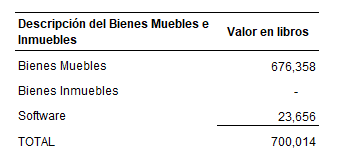 Descripción del Bienes Muebles e
Inmuebles Valor en libros
Bienes Muebles 676,358
Bienes Inmuebles -
Software 23,656
TOTAL 700,014